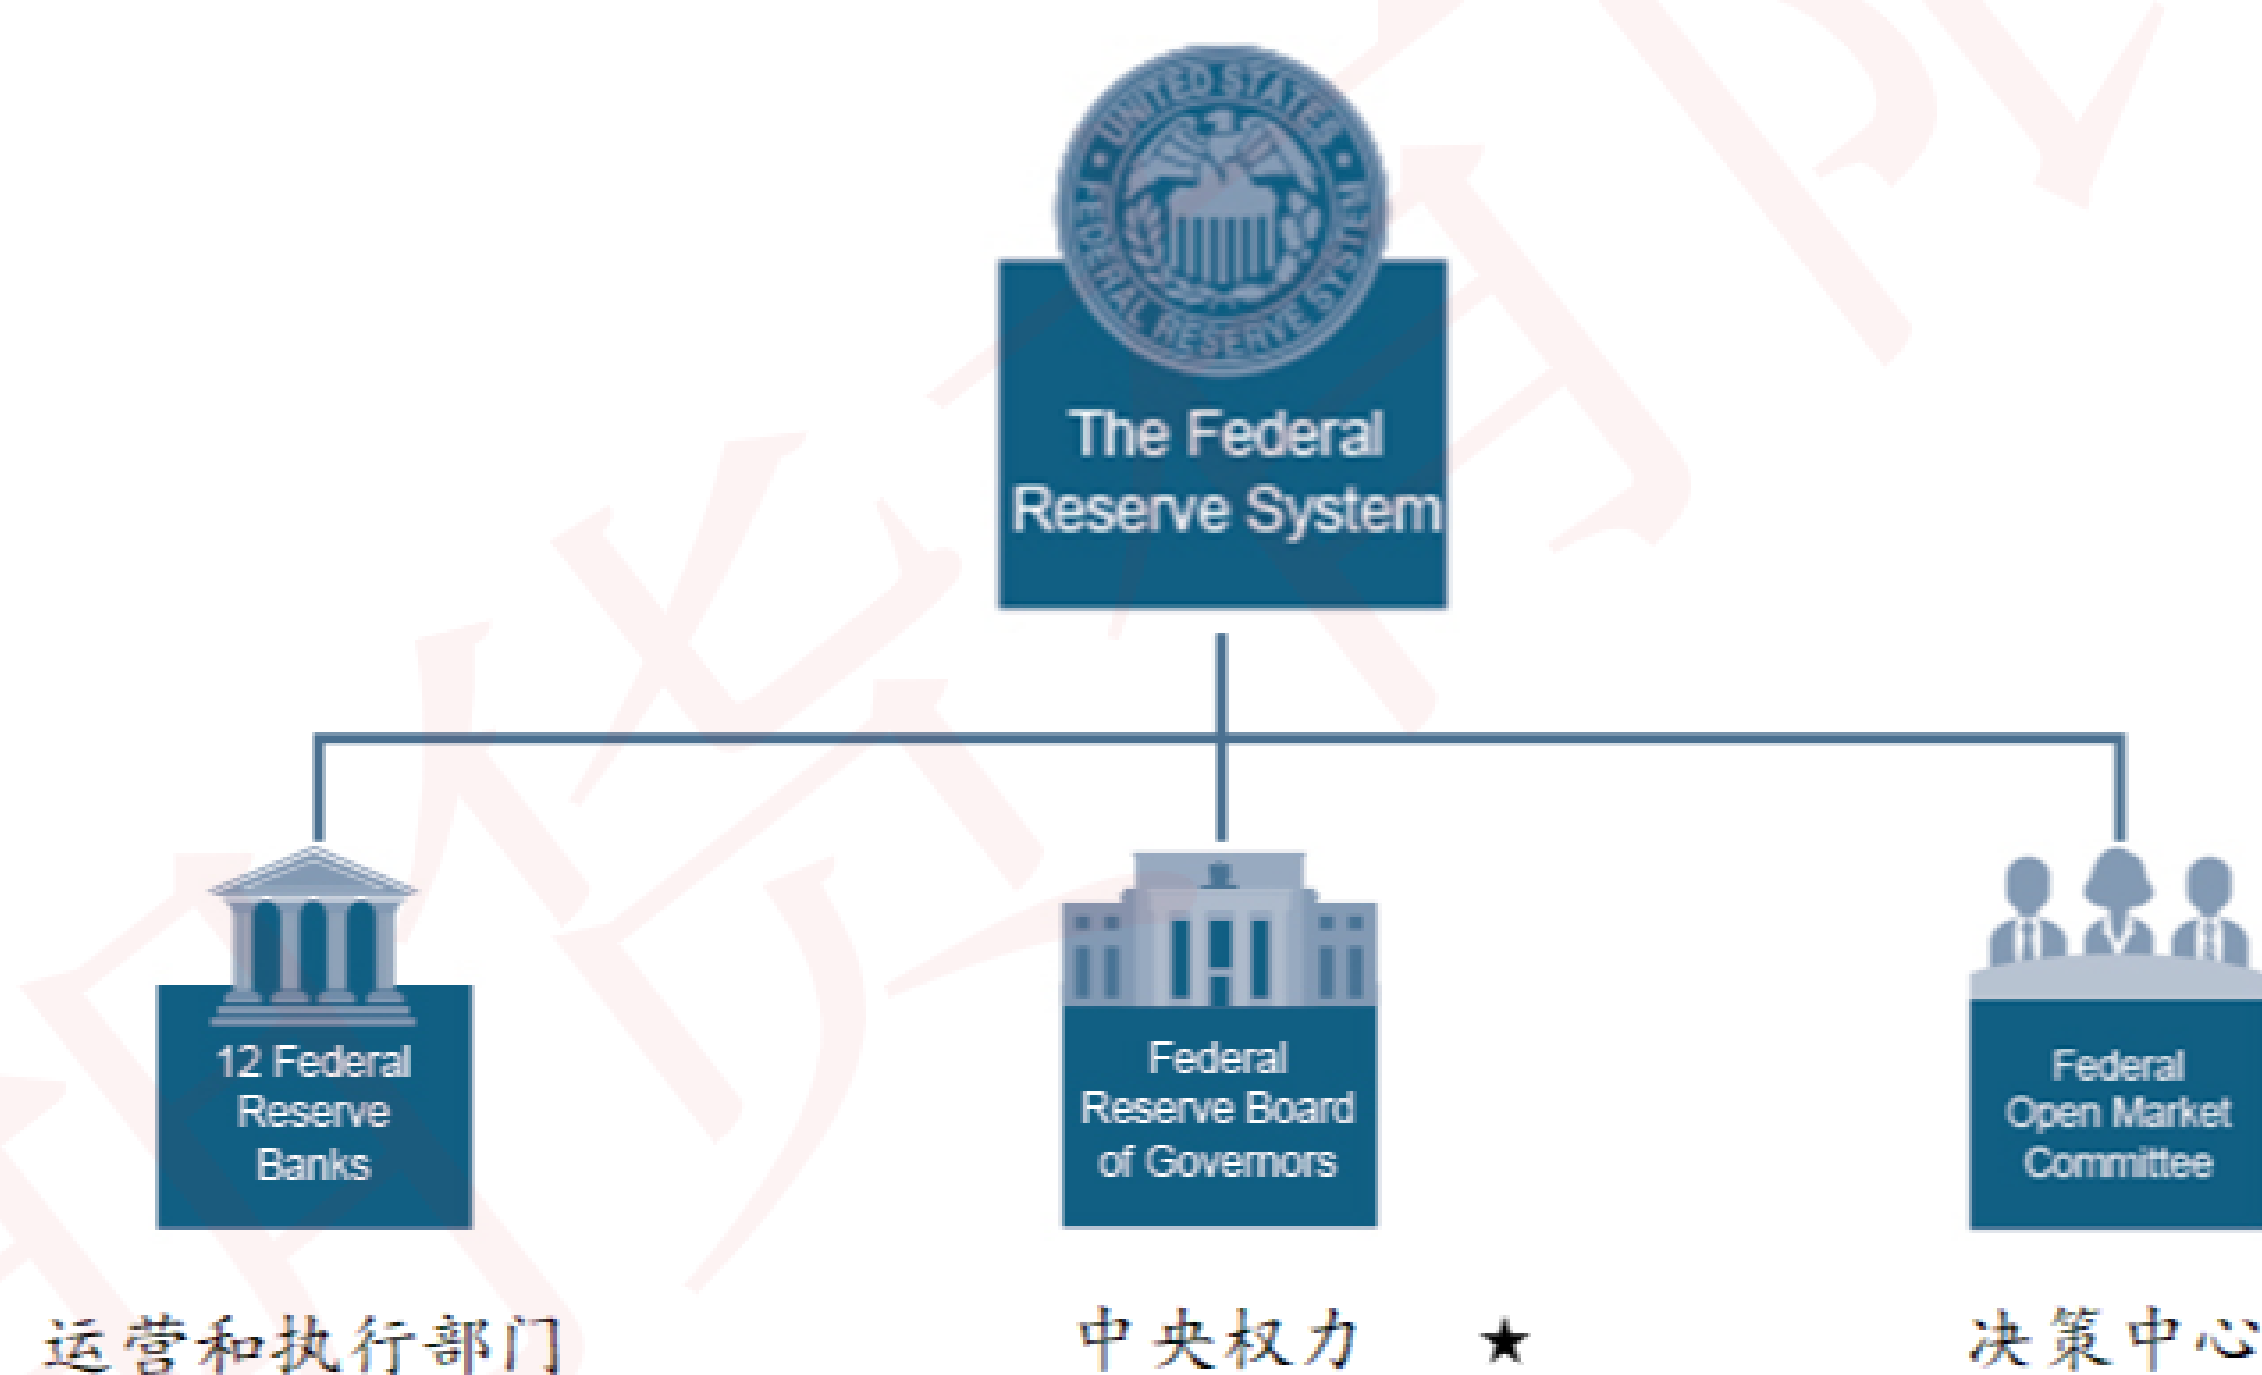 UNITED STATES
FEDERAL RESERVE SYSTEM
The Federal
Reserve System
12 Federal
Reserve
Banks
Federal
Reserve Board
of Governors
Federal
Open Market
Committee
运营和执行部门
中央权力 ★
决策中心